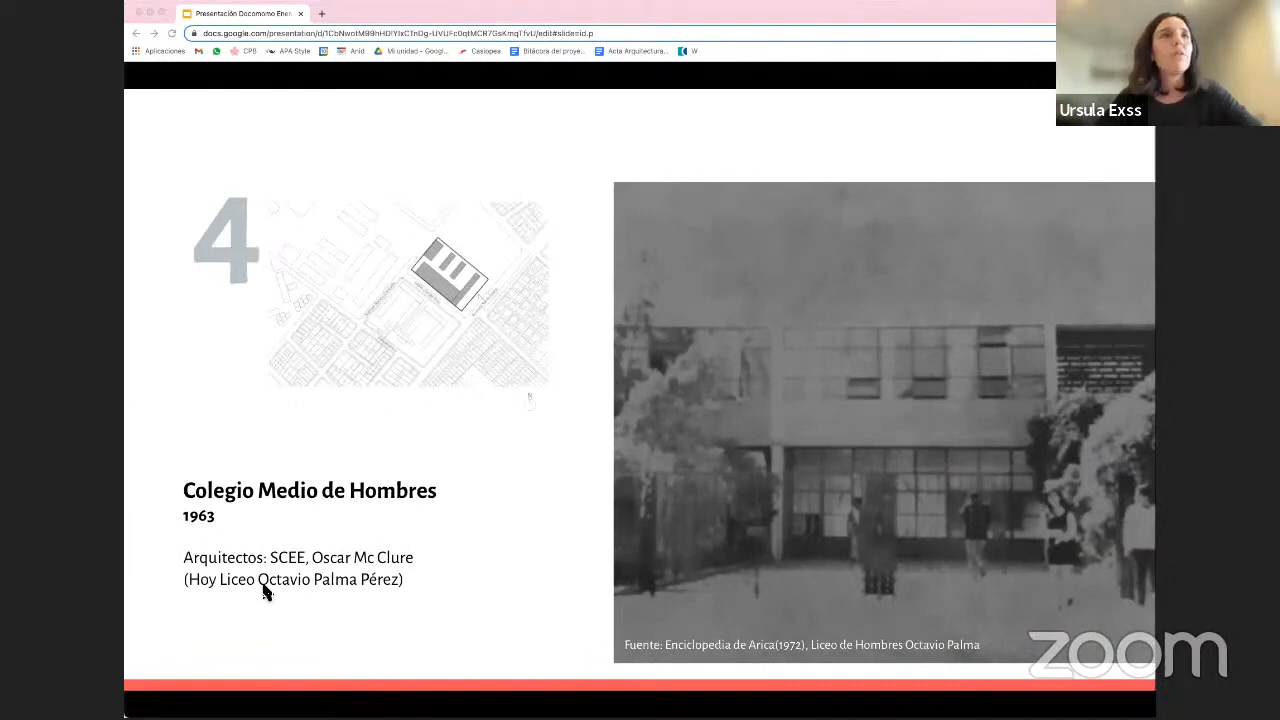 Presentación Docomomo Ener
docs.google.com/presentation/d/1CbNwotM99hHDIYIxCTnDg-UVUFc0qtMCR7GsKmqTfvU/edit#slide=id.p
Aplicaciones CPB APA Style Anid Mi unidad – Googl... Casiopea Bitácora del proye... Acta Arquitectura... W
Ursula Exss
4
N
Colegio Medio de Hombres
1963
Arquitectos: SCEE, Oscar Mc Clure
(Hoy Liceo Octavio Palma Pérez)
Fuente: Enciclopedia de Arica(1972), Liceo de Hombres Octavio Palma
zoom